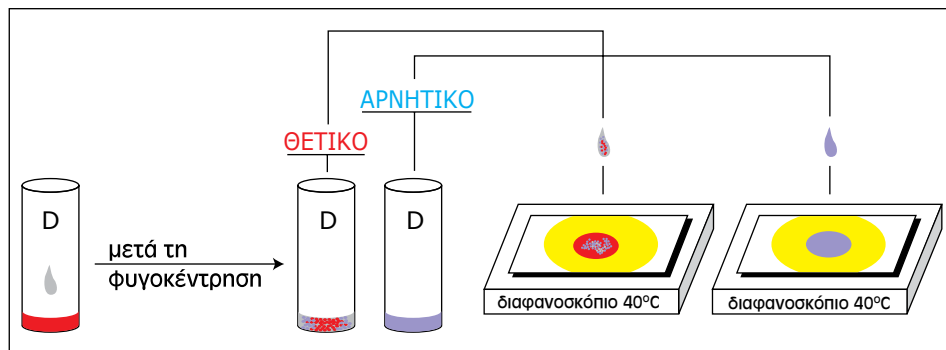 ΑΡΝΗΤΙΚΟ
ΘΕΤΙΚΟ
D
μετά τη
φυγοκέντρηση
D
D
διαφανοσκόπιο 40°C
διαφανοσκόπιο 40°C